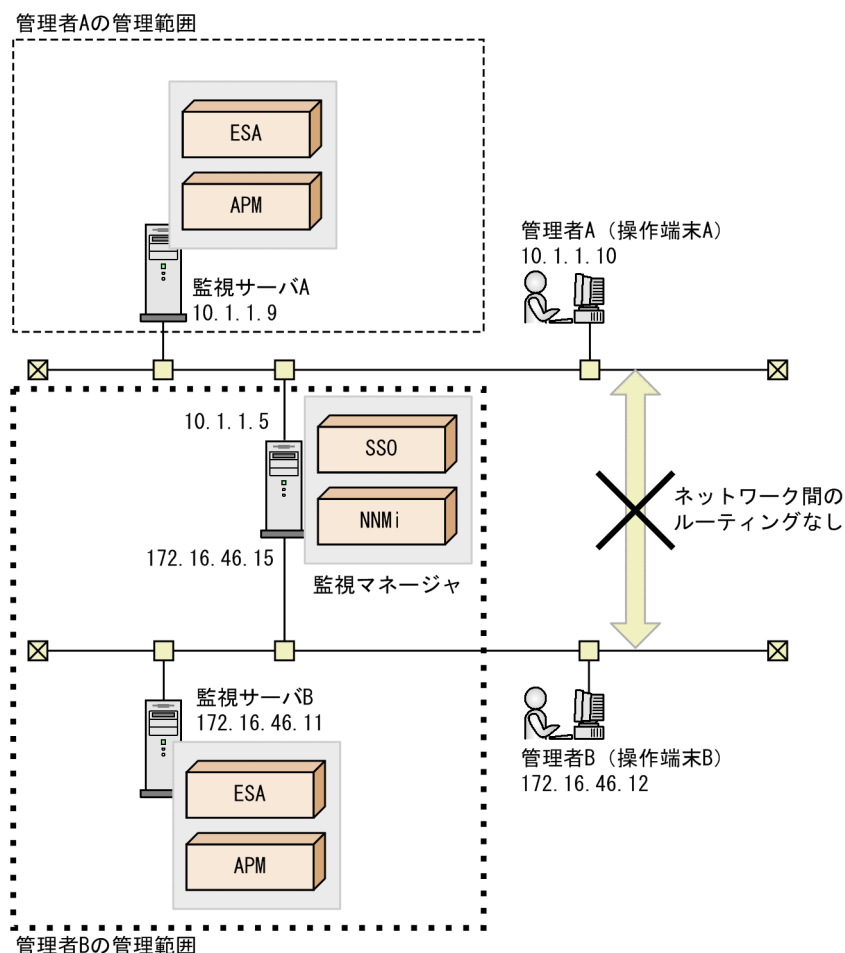 管理者Aの管理範囲
ESA
APM
監視サーバA
10.1.1.9
管理者A（操作端末A）
10.1.1.10
10.1.1.5
SSO
NNMi
172.16.46.15
監視マネージャ
ネットワーク間の
ルーティングなし
監視サーバB
172.16.46.11
ESA
APM
管理者B（操作端末B）
172.16.46.12
管理者Bの管理範囲